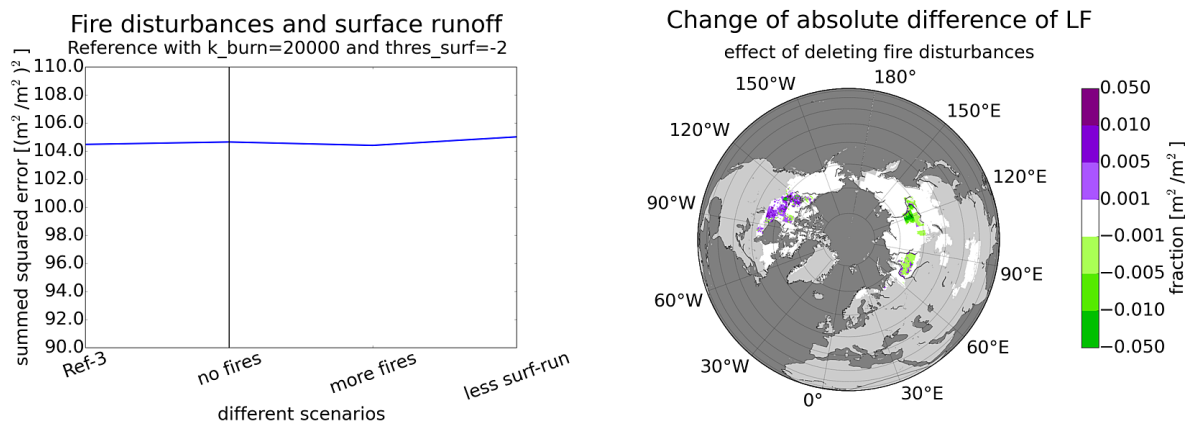 Fire disturbances and surface runoff
Reference with k_burn=20000 and thres_surf=-2
summed squared error [(m² /m² )² ]
110.0
108.0
106.0
104.0
102.0
100.0
98.0
96.0
94.0
92.0
90.0
Ref-3
no fires
more fires
less surf-run
different scenarios
Change of absolute difference of LF
effect of deleting fire disturbances
180°
150°W
150°E
120°W
120°E
90°W
90°E
60°W
60°E
30°W
30°E
0°
0.050
0.010
0.005
0.001
−0.001
−0.005
−0.010
−0.050
fraction [m² /m² ]